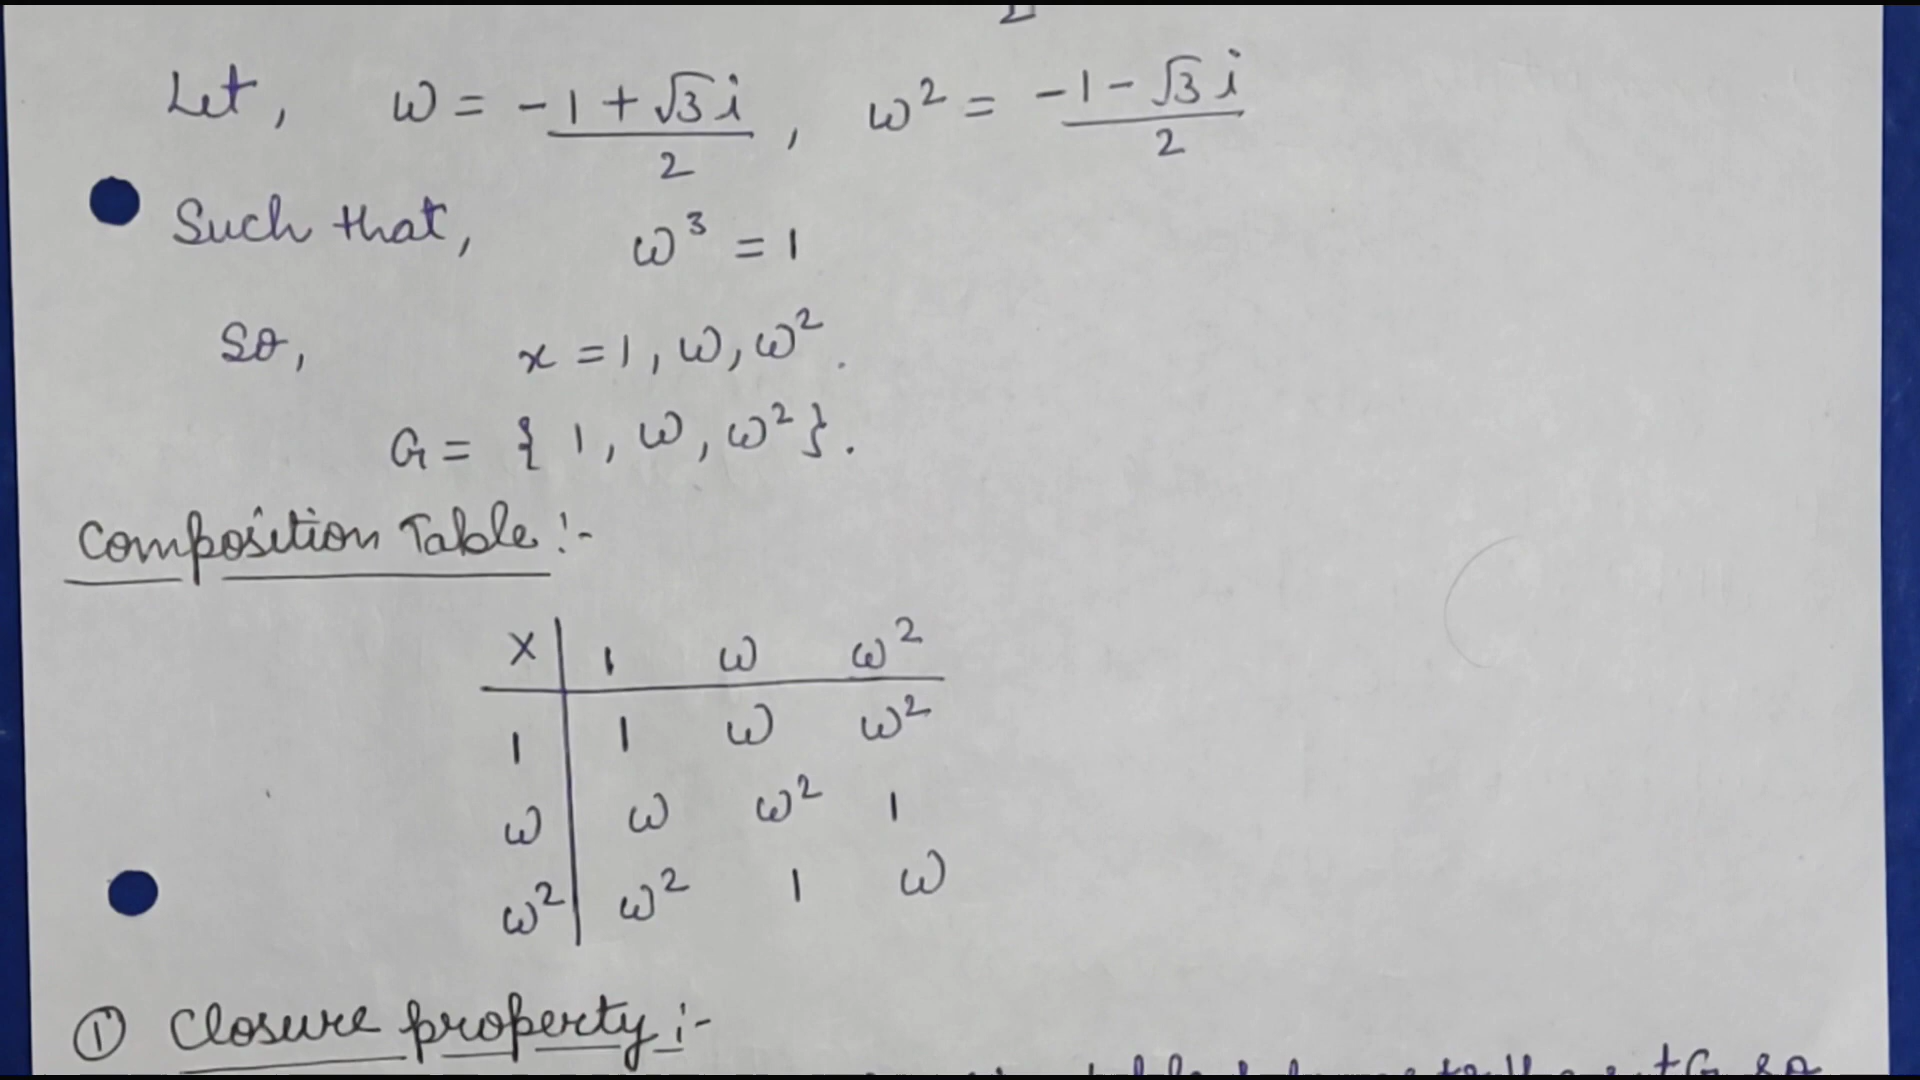 Let, ω = -1 + √3 i / 2 , ω² = -1 - √3 i / 2
Such that, ω³ = 1
So, x = 1, ω, ω².
G = { 1, ω, ω² }.
Composition Table :-
× | 1 ω ω²
1 | 1 ω ω²
ω | ω ω² 1
ω² | ω² 1 ω
① Closure property :-